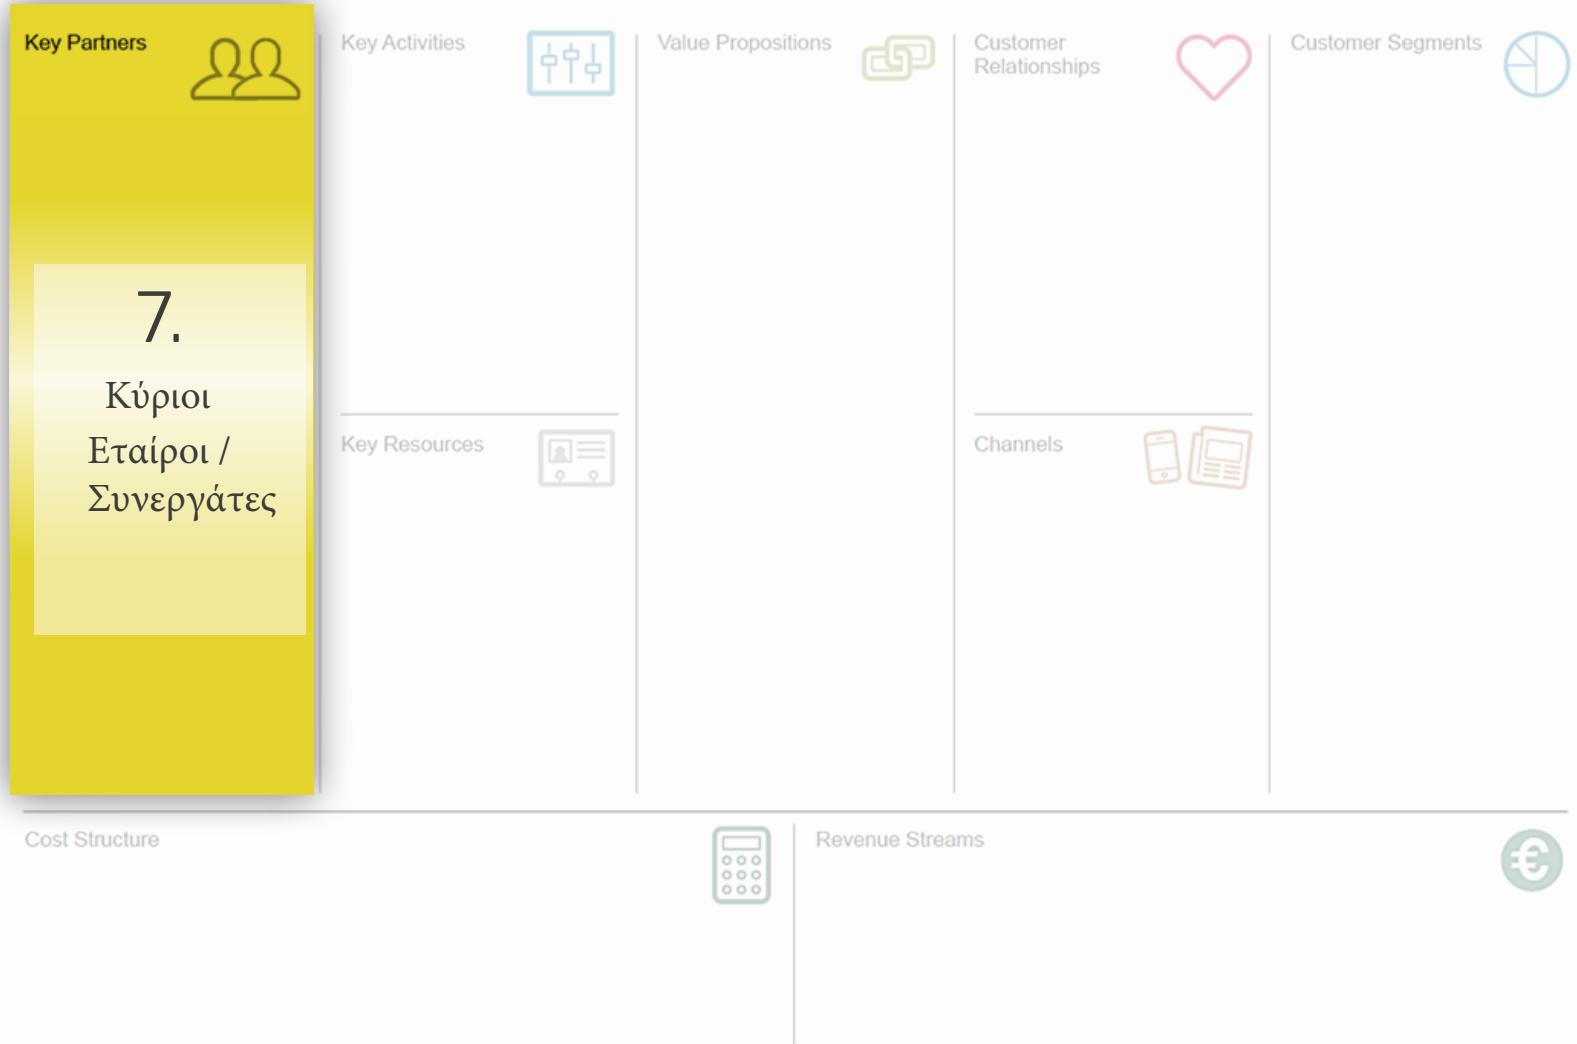 Key Partners
7.
Κύριοι
Εταίροι /
Συνεργάτες
Key Activities
Key Resources
Value Propositions
Customer
Relationships
Channels
Customer Segments
Cost Structure
Revenue Streams
€